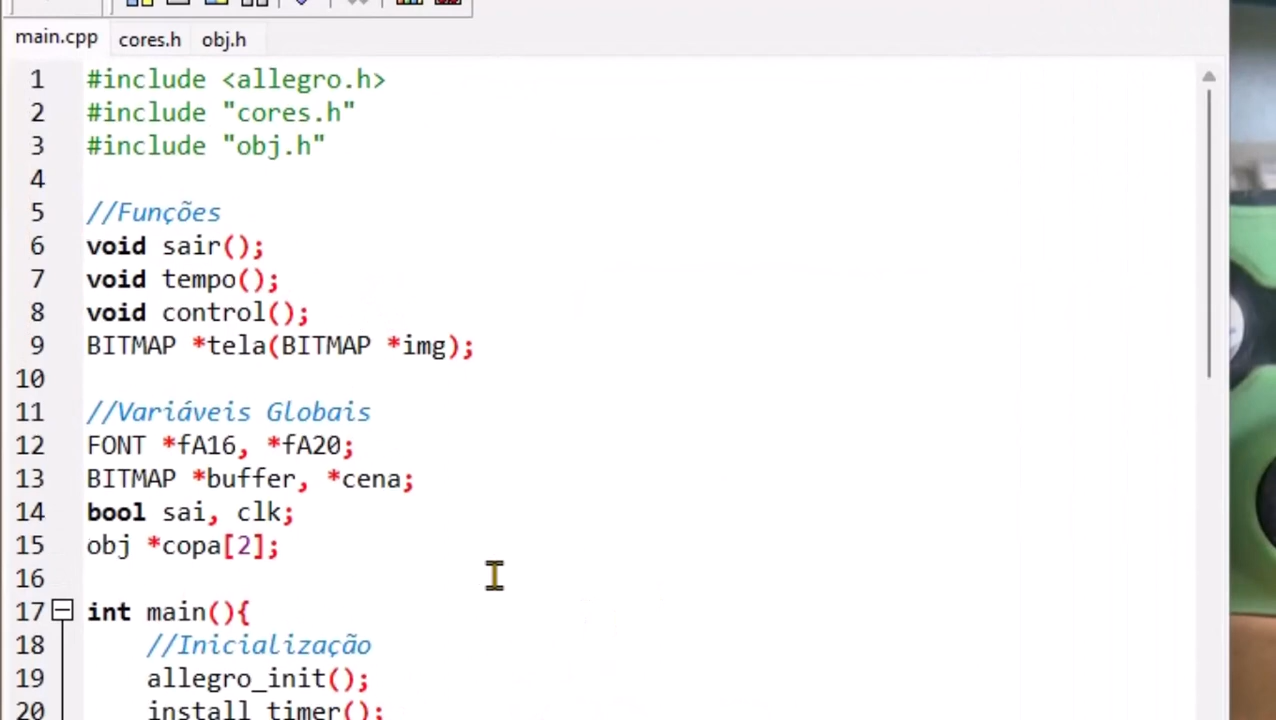 main.cpp cores.h obj.h
1 #include <allegro.h>
2 #include "cores.h"
3 #include "obj.h"
4
5 //Funções
6 void sair();
7 void tempo();
8 void control();
9 BITMAP *tela(BITMAP *img);
10
11 //Variáveis Globais
12 FONT *fA16, *fA20;
13 BITMAP *buffer, *cena;
14 bool sai, clk;
15 obj *copa[2];
16
17 int main(){
18 //Inicialização
19 allegro_init();
20 install_timer();